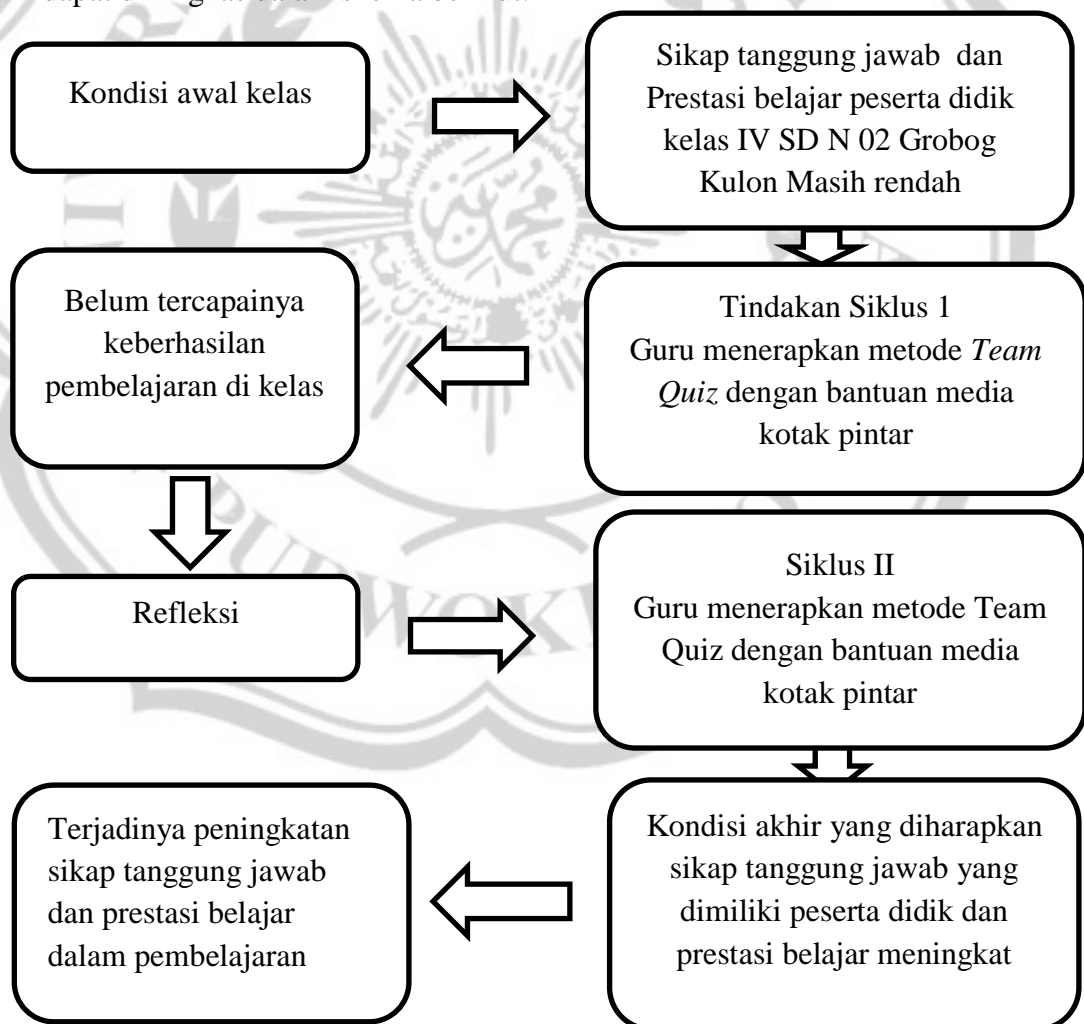 Kondisi awal kelas
Sikap tanggung jawab dan
Prestasi belajar peserta didik
kelas IV SD N 02 Grobog
Kulon Masih rendah
Tindakan Siklus 1
Guru menerapkan metode Team
Quiz dengan bantuan media
kotak pintar
Belum tercapainya
keberhasilan
pembelajaran di kelas
Refleksi
Siklus II
Guru menerapkan metode Team
Quiz dengan bantuan media
kotak pintar
Kondisi akhir yang diharapkan
sikap tanggung jawab yang
dimiliki peserta didik dan
prestasi belajar meningkat
Terjadinya peningkatan
sikap tanggung jawab
dan prestasi belajar
dalam pembelajaran